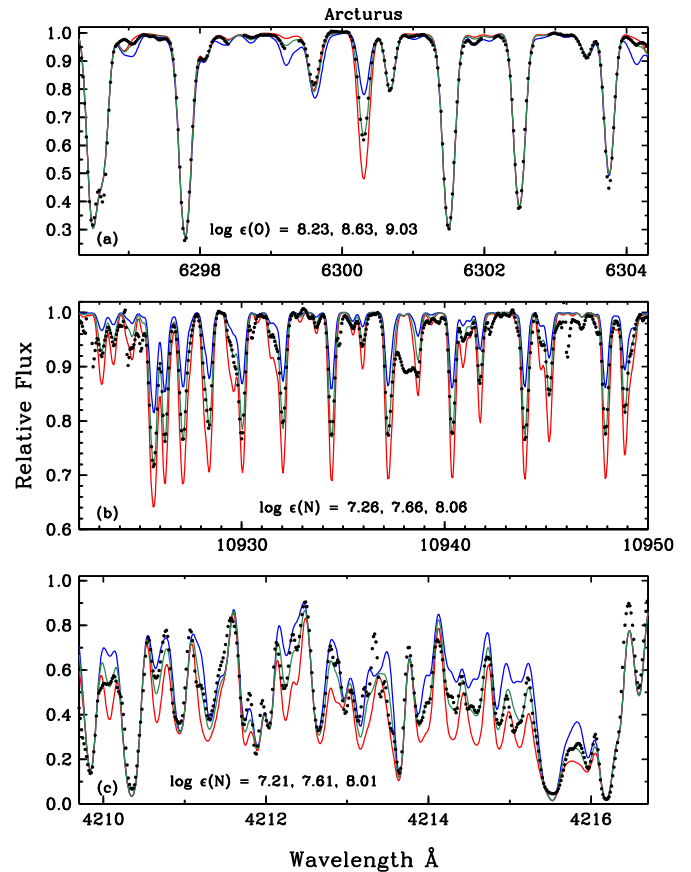 Arcturus
1.0
0.9
0.8
0.7
0.6
0.5
0.4
0.3
(a)
log ε(O) = 8.23, 8.63, 9.03
6298 6300 6302 6304
Relative Flux
1.0
0.9
0.8
0.7
0.6
(b)
log ε(N) = 7.26, 7.66, 8.06
10930 10940 10950
1.0
0.8
0.6
0.4
0.2
0.0
(c)
log ε(N) = 7.21, 7.61, 8.01
4210 4212 4214 4216
Wavelength Å